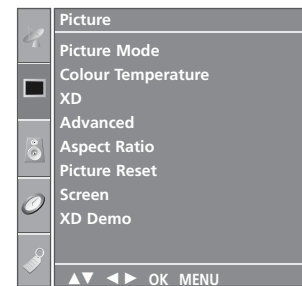 Picture
Picture Mode
Colour Temperature
XD
Advanced
Aspect Ratio
Picture Reset
Screen
XD Demo
▲▼ ◄► OK MENU